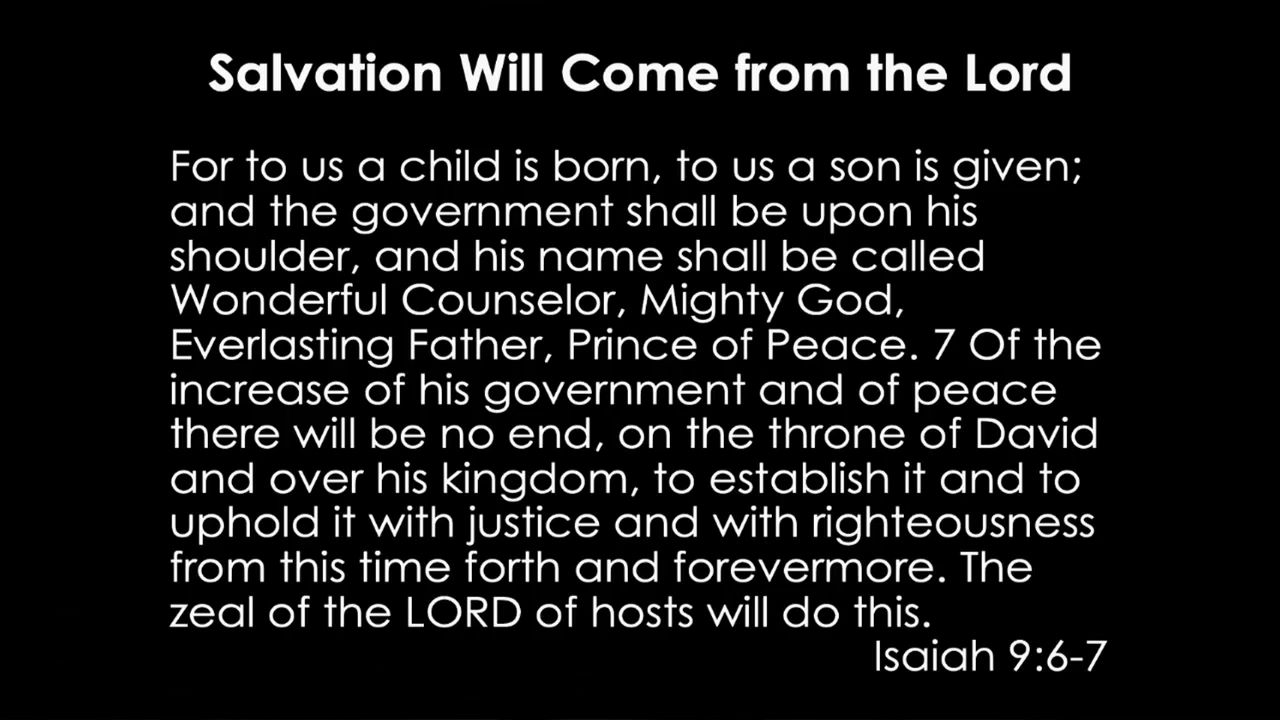 Salvation Will Come from the Lord
For to us a child is born, to us a son is given;
and the government shall be upon his
shoulder, and his name shall be called
Wonderful Counselor, Mighty God,
Everlasting Father, Prince of Peace. 7 Of the
increase of his government and of peace
there will be no end, on the throne of David
and over his kingdom, to establish it and to
uphold it with justice and with righteousness
from this time forth and forevermore. The
zeal of the LORD of hosts will do this.
Isaiah 9:6-7